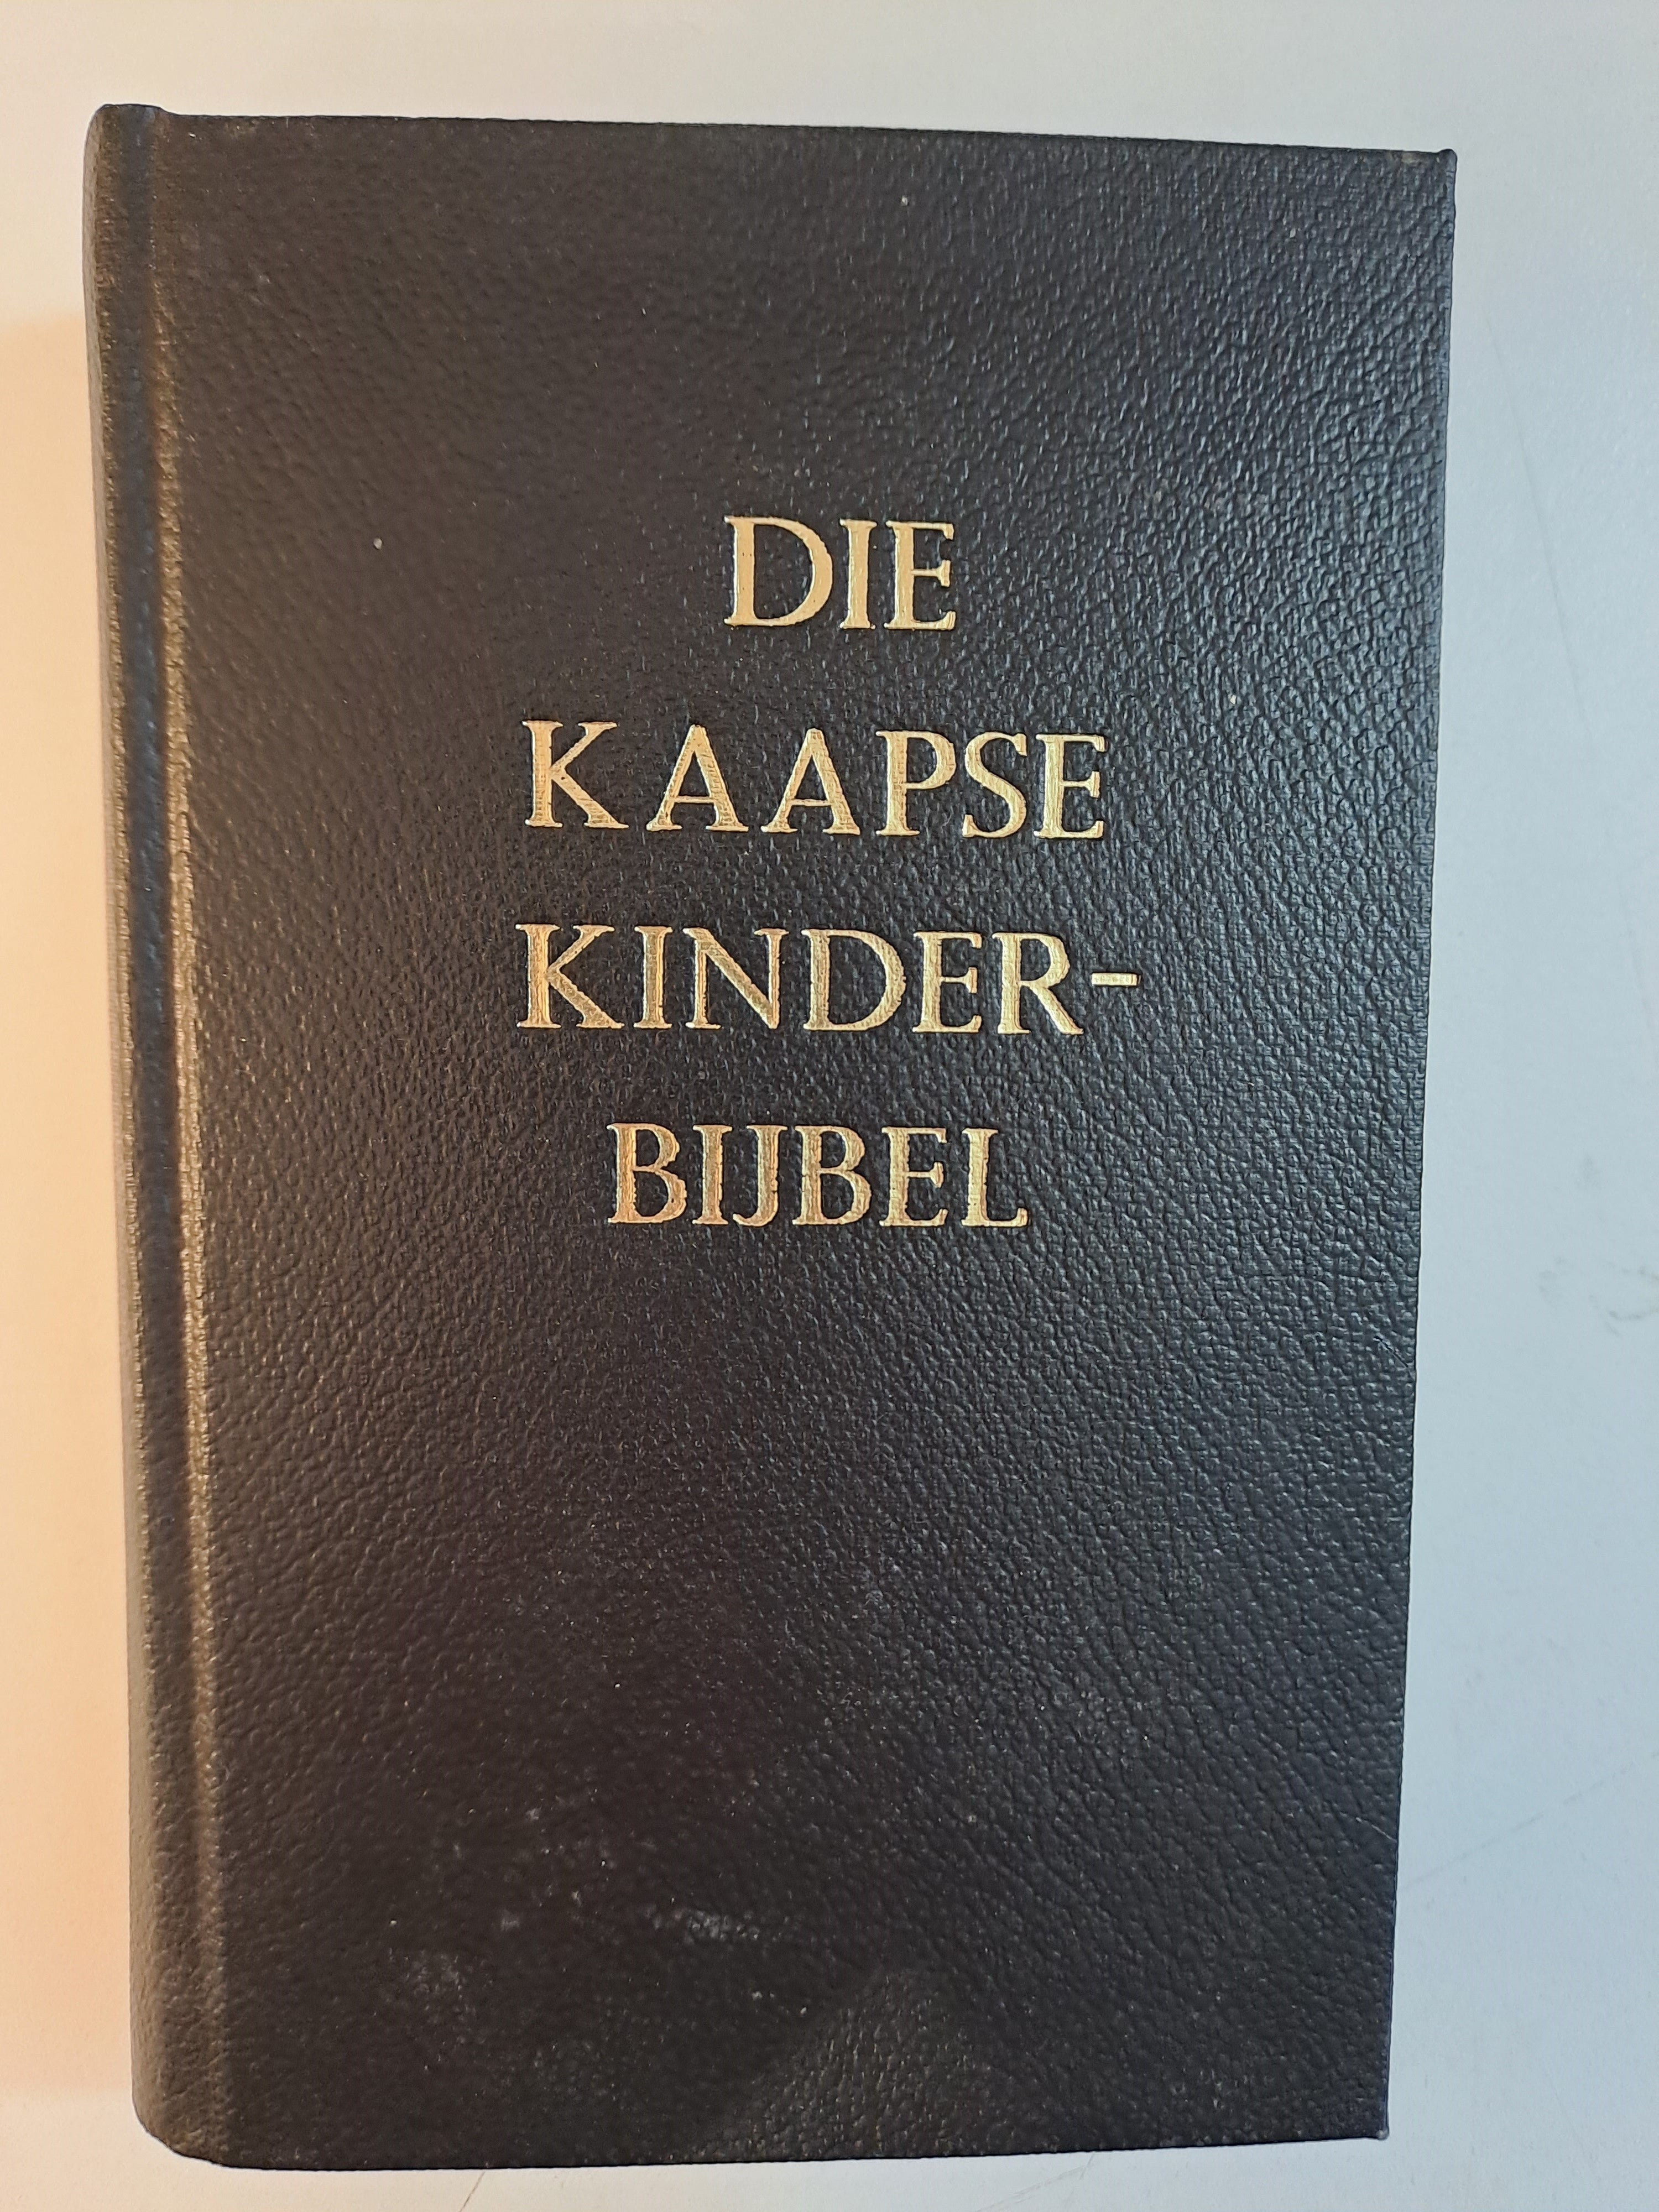 DIE
KAAPSE
KINDER-
BIJBEL